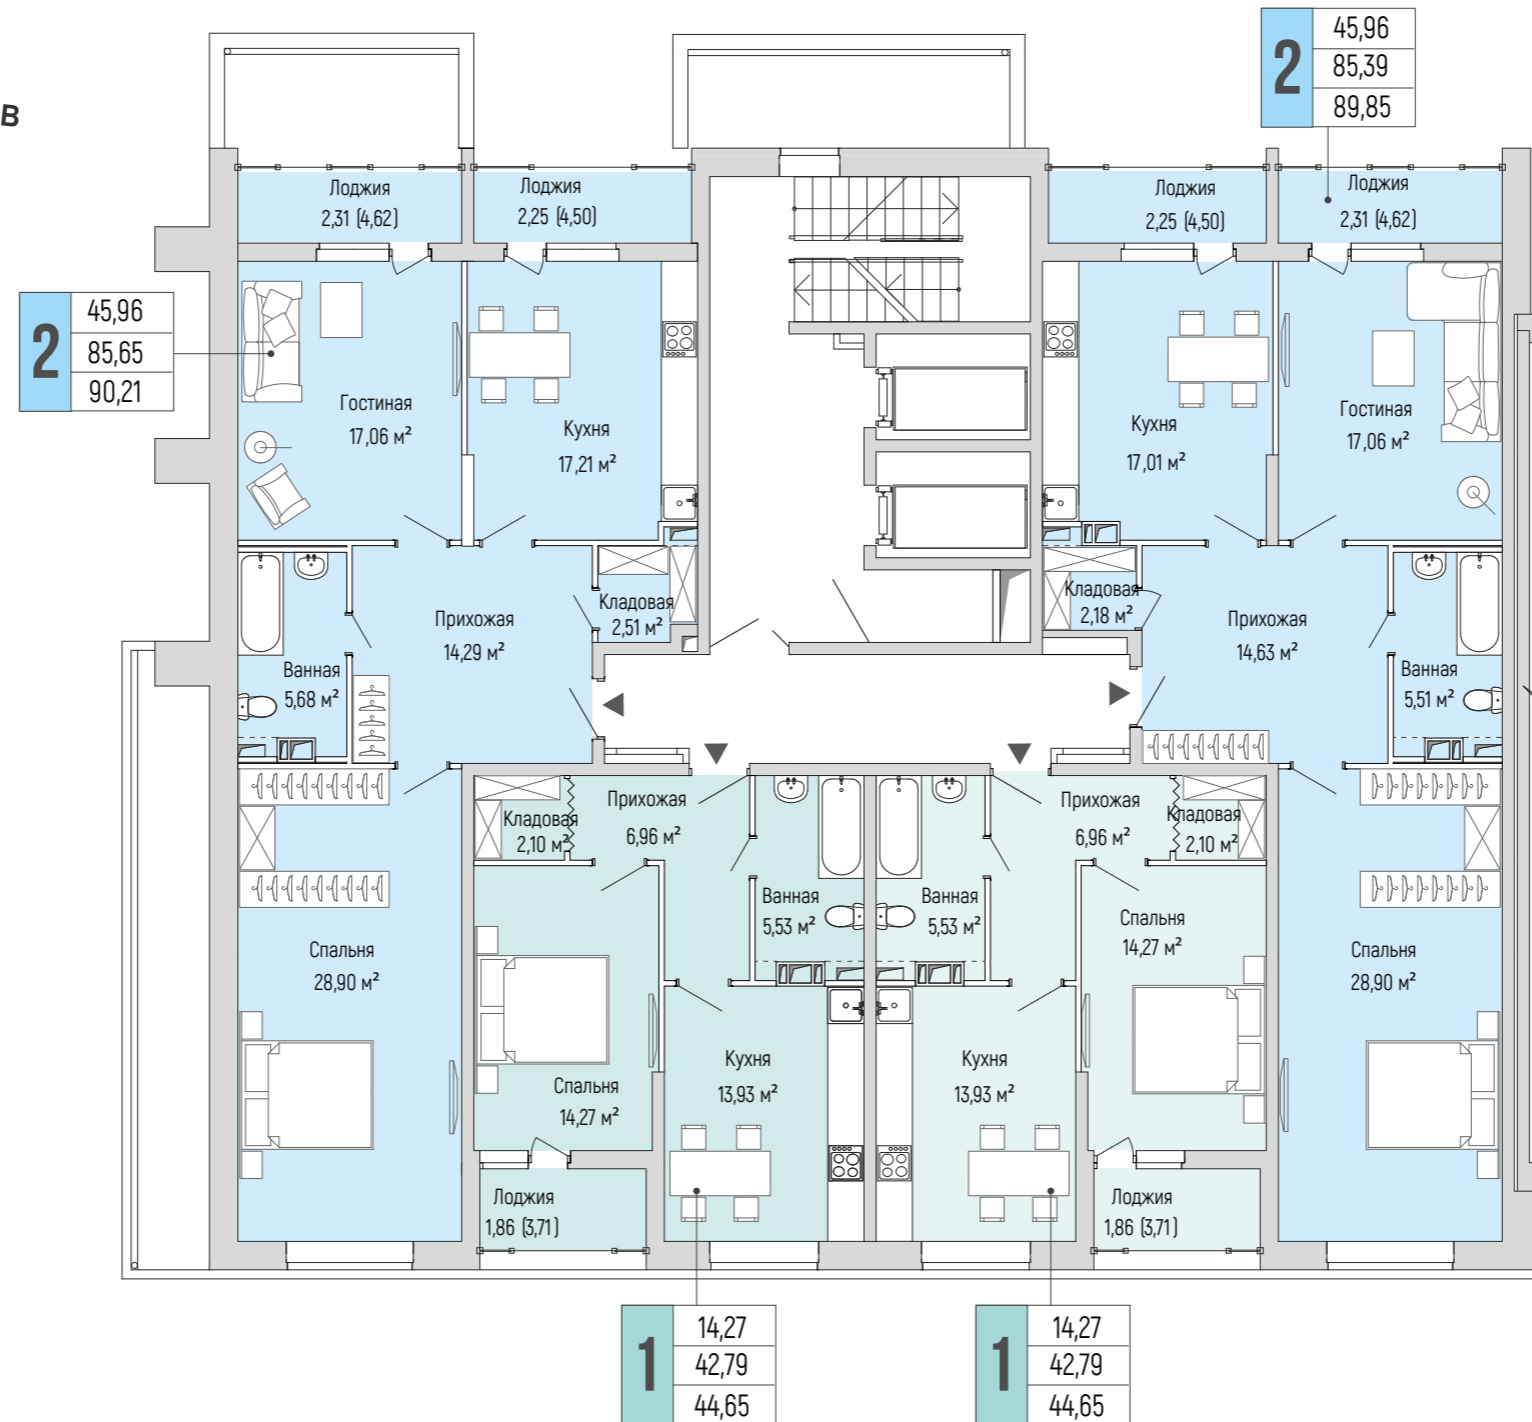 2
45,96
85,39
89,85
В
Лоджия
2,31 (4,62)
Лоджия
2,25 (4,50)
Лоджия
2,25 (4,50)
Лоджия
2,31 (4,62)
2
45,96
85,65
90,21
Гостиная
17,06 м²
Кухня
17,21 м²
Кухня
17,01 м²
Гостиная
17,06 м²
Кладовая
2,51 м²
Прихожая
14,29 м²
Ванная
5,68 м²
Кладовая
2,18 м²
Прихожая
14,63 м²
Ванная
5,51 м²
Кладовая
2,10 м²
Прихожая
6,96 м²
Прихожая
6,96 м²
Кладовая
2,10 м²
Ванная
5,53 м²
Ванная
5,53 м²
Спальня
28,90 м²
Спальня
14,27 м²
Спальня
28,90 м²
Кухня
13,93 м²
Кухня
13,93 м²
Спальня
14,27 м²
Лоджия
1,86 (3,71)
Лоджия
1,86 (3,71)
1
14,27
42,79
44,65
1
14,27
42,79
44,65